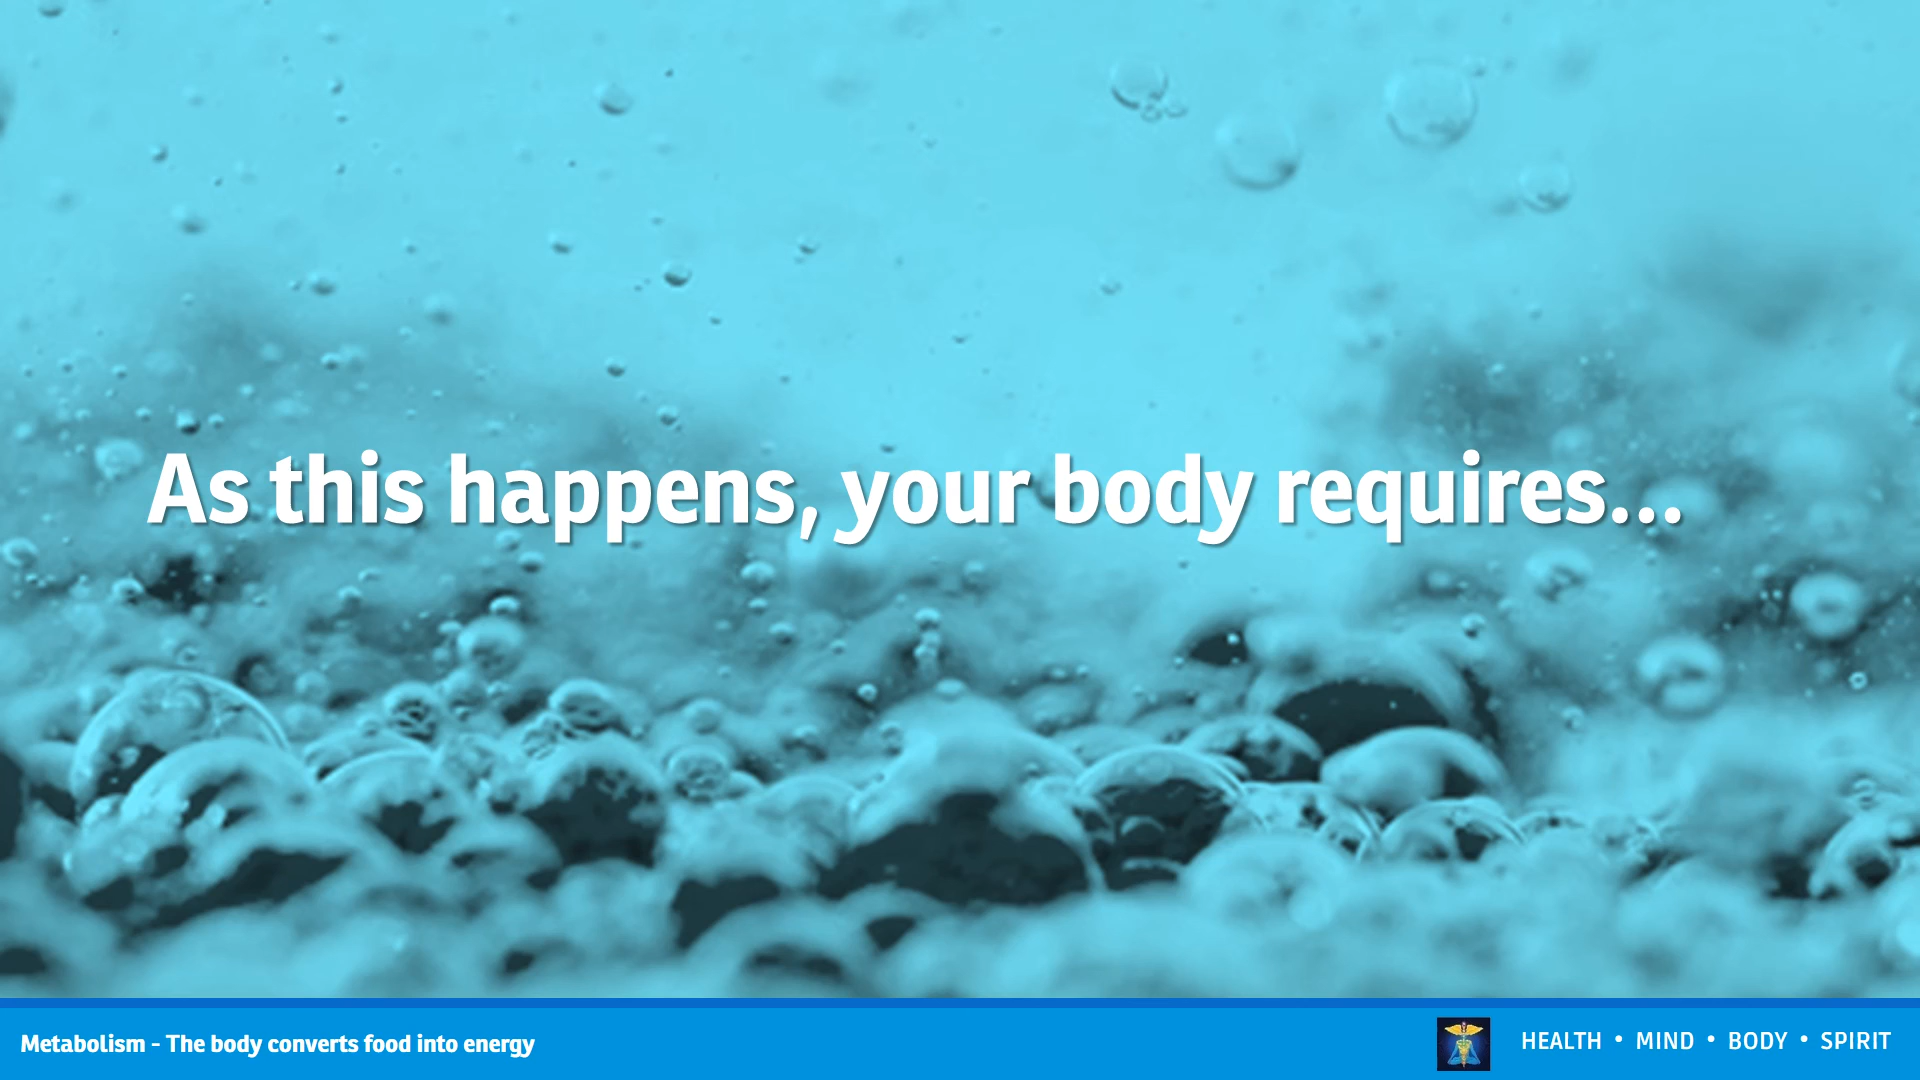 As this happens, your body requires...
Metabolism - The body converts food into energy
HEALTH • MIND • BODY • SPIRIT